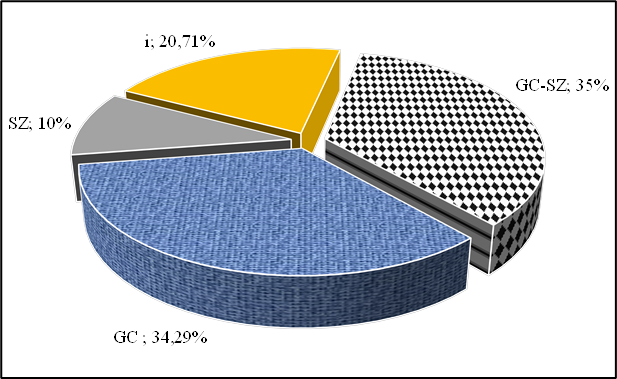 i; 20,71%
GC-SZ; 35%
SZ; 10%
GC ; 34,29%